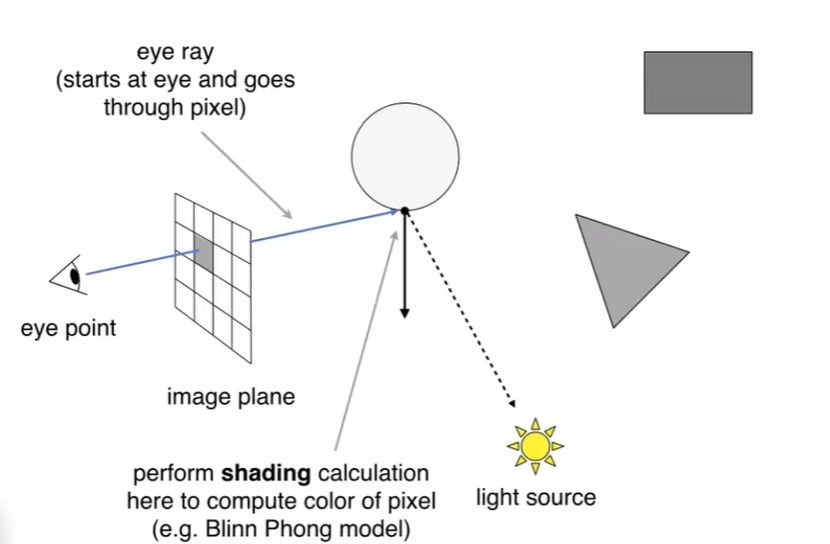 eye ray
(starts at eye and goes
through pixel)
eye point
image plane
perform shading calculation
here to compute color of pixel
(e.g. Blinn Phong model)
light source